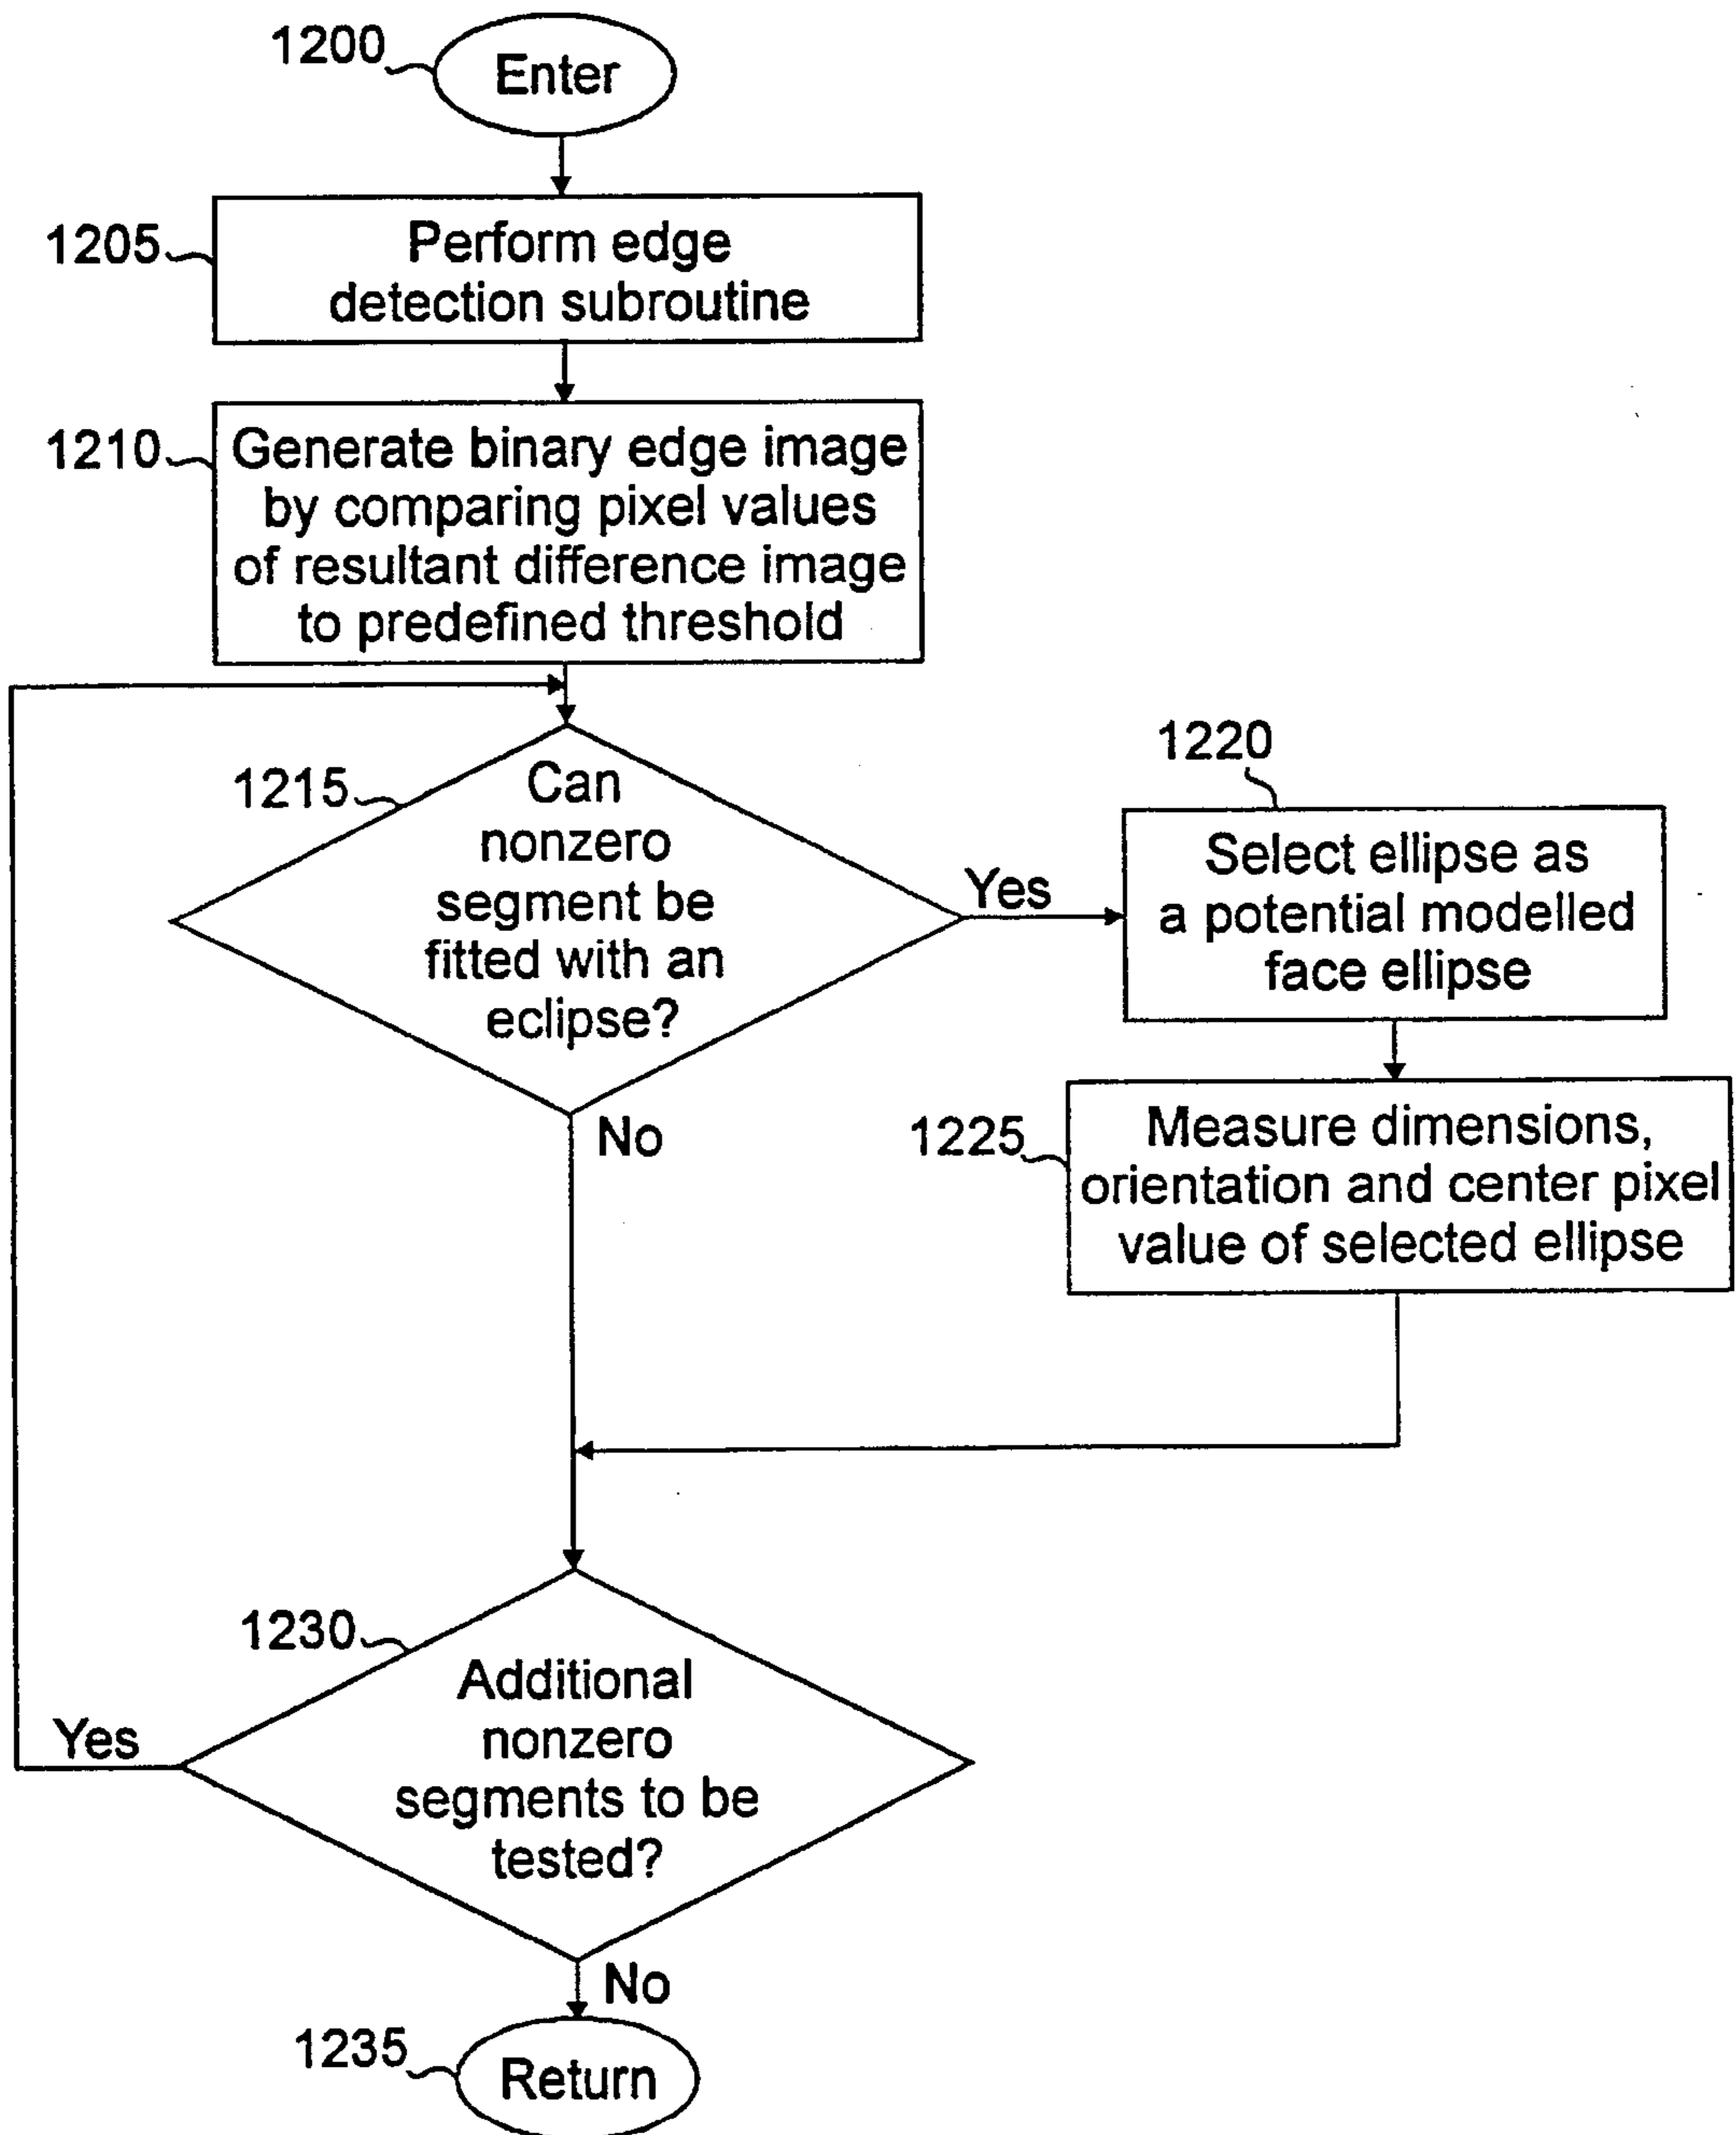 1200
Enter
1205
Perform edge
detection subroutine
1210
Generate binary edge image
by comparing pixel values
of resultant difference image
to predefined threshold
1215
Can
nonzero
segment be
fitted with an
eclipse?
Yes
No
1220
Select ellipse as
a potential modelled
face ellipse
1225
Measure dimensions,
orientation and center pixel
value of selected ellipse
1230
Additional
nonzero
segments to be
tested?
Yes
No
1235
Return